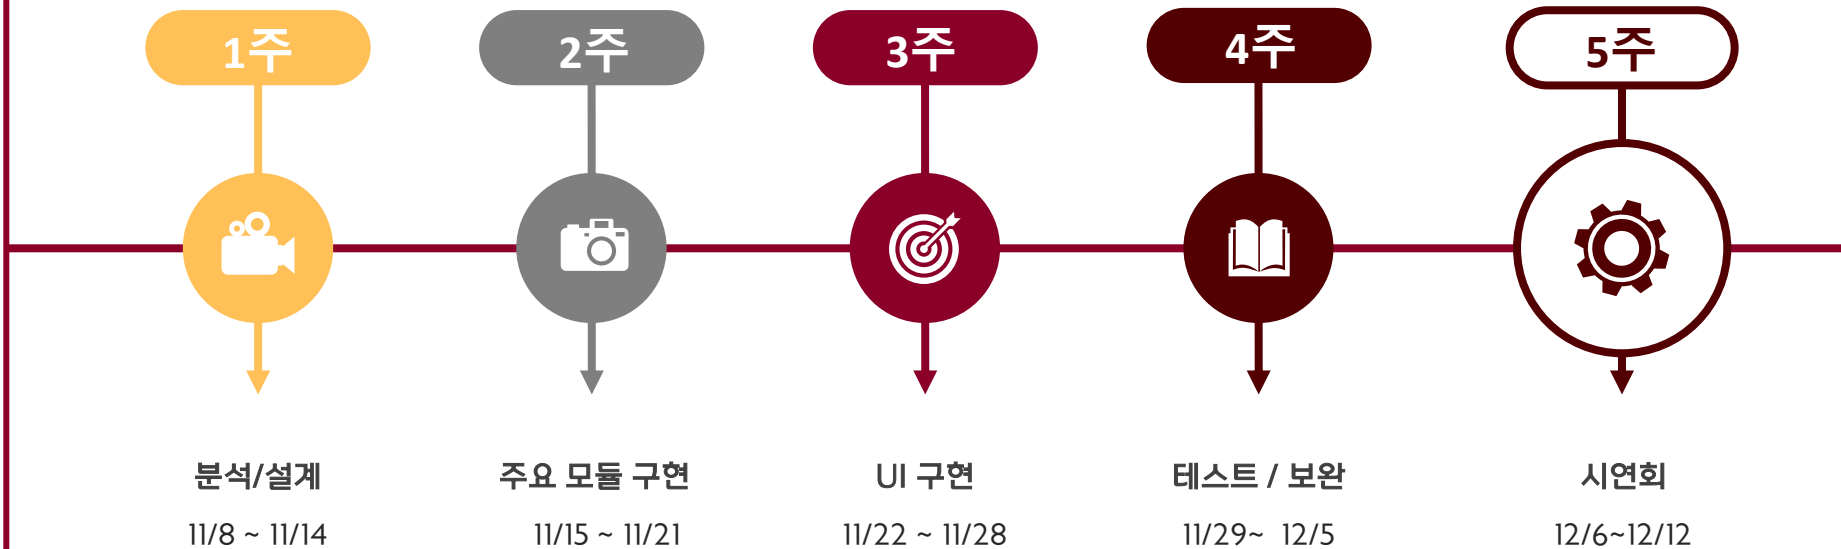 1주
2주
3주
4주
5주
분석/설계
주요 모듈 구현
UI 구현
테스트 / 보완
시연회
11/8 ~ 11/14
11/15 ~ 11/21
11/22 ~ 11/28
11/29~ 12/5
12/6~12/12